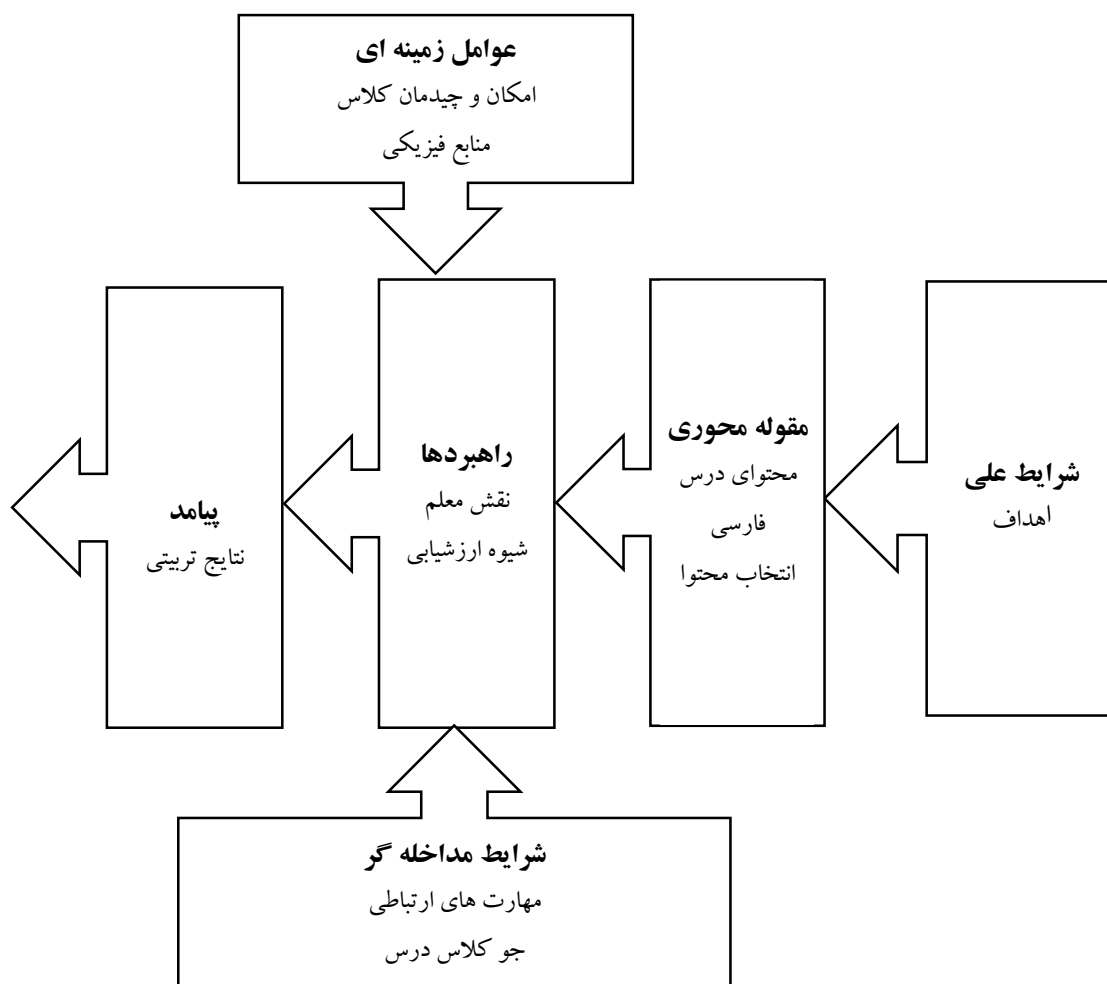 عوامل زمینه ای
امکان و چیدمان کلاس
منابع فیزیکی
شرایط علی
اهداف
مقوله محوری
محتوای درس
فارسی
انتخاب محتوا
راهبردها
نقش معلم
شیوه ارزشیابی
پیامد
نتایج تربیتی
شرایط مداخله گر
مهارت های ارتباطی
جو کلاس درس